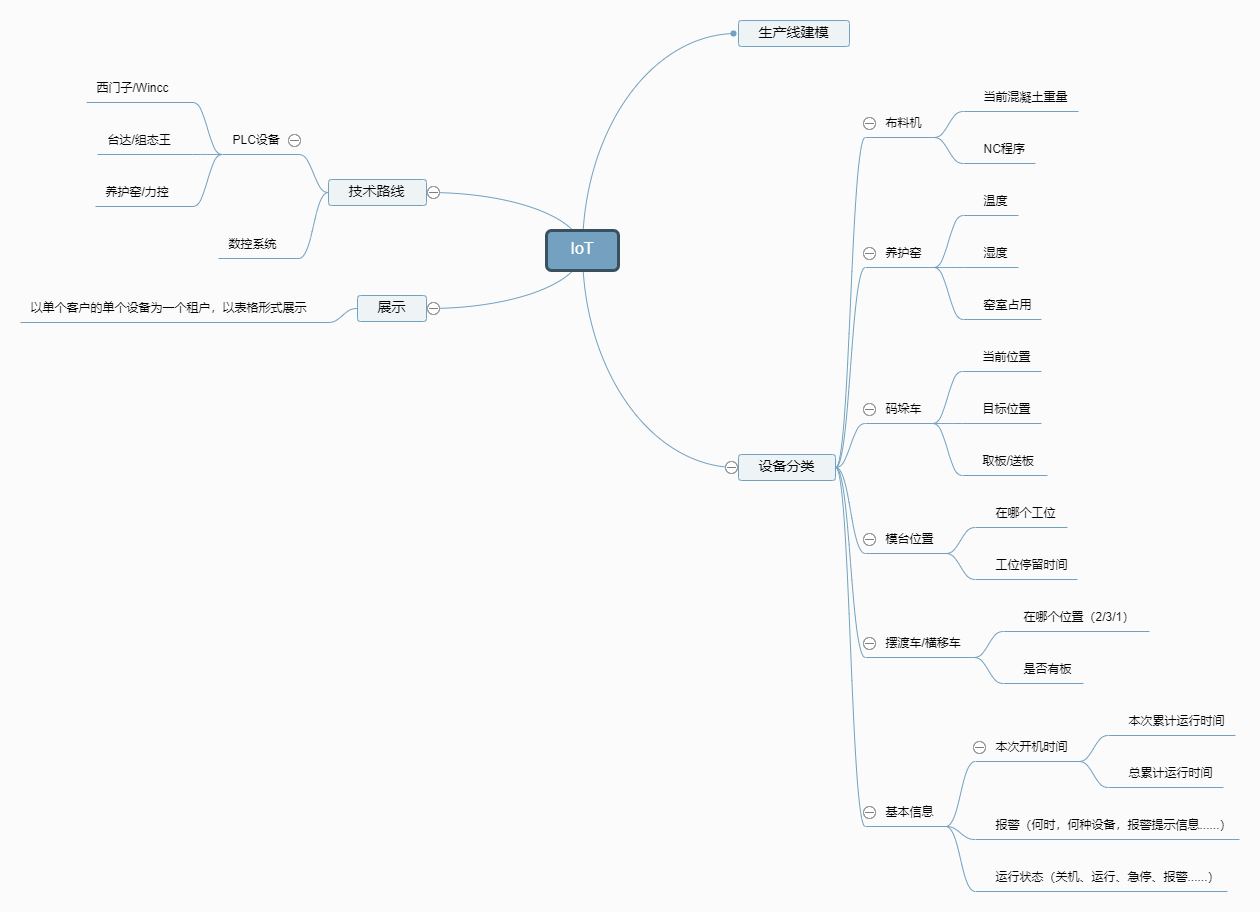 IoT
生产线建模
技术路线
PLC设备
西门子/Wincc
台达/组态王
养护窑/力控
数控系统
展示
以单个客户的单个设备为一个租户，以表格形式展示
设备分类
布料机
当前混凝土重量
NC程序
养护窑
温度
湿度
窑室占用
码垛车
当前位置
目标位置
取板/送板
模台位置
在哪个工位
工位停留时间
摆渡车/横移车
在哪个位置（2/3/1）
是否有板
基本信息
本次开机时间
本次累计运行时间
总累计运行时间
报警（何时，何种设备，报警提示信息......）
运行状态（关机、运行、急停、报警......）